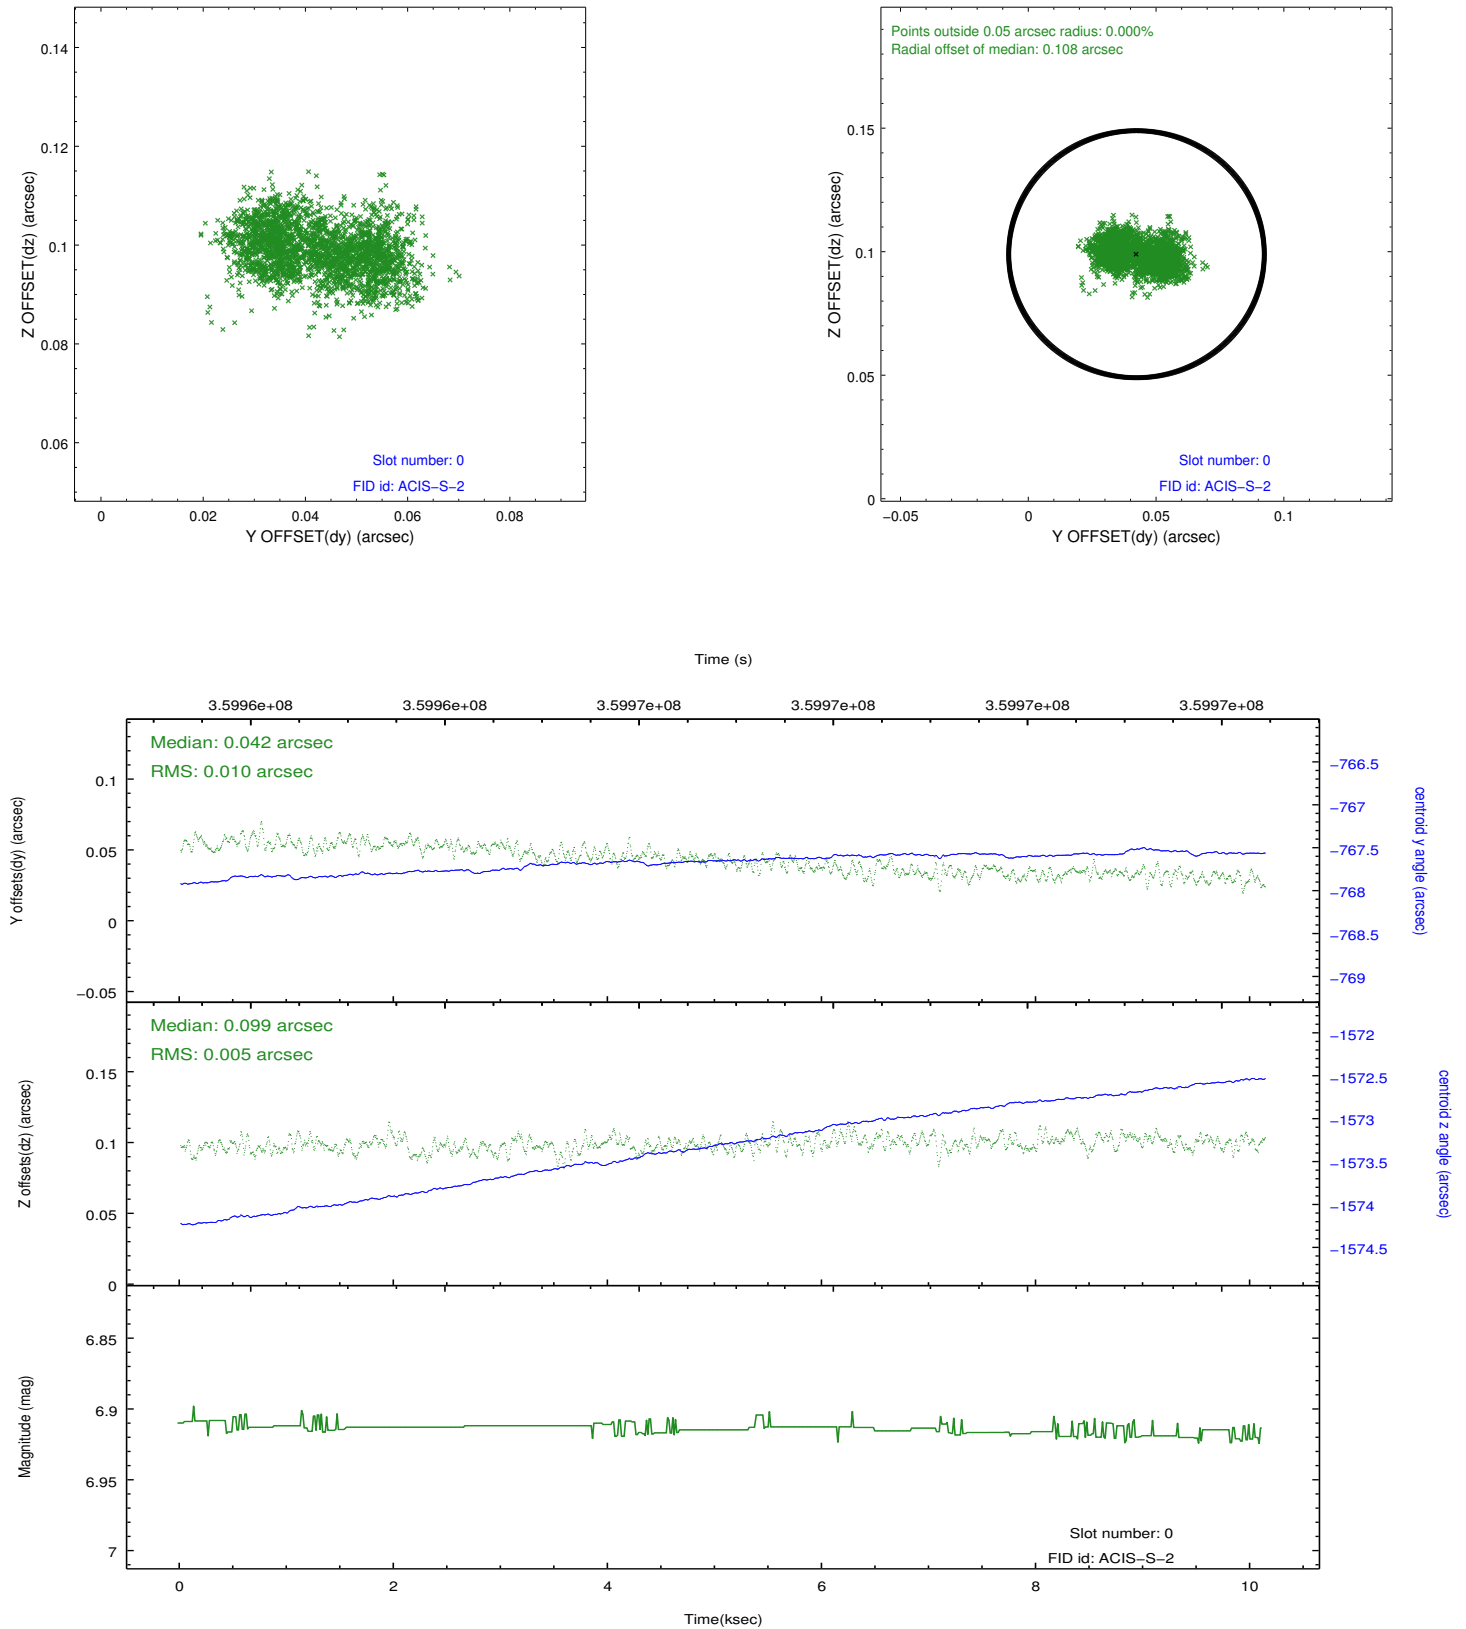 0.14
0.12
0.1
0.08
0.06
Z OFFSET(dz) (arcsec)
Slot number: 0
FID id: ACIS−S−2
0 0.02 0.04 0.06 0.08
Y OFFSET(dy) (arcsec)
Points outside 0.05 arcsec radius: 0.000%
Radial offset of median: 0.108 arcsec
0.15
0.1
0.05
0
Z OFFSET(dz) (arcsec)
Slot number: 0
FID id: ACIS−S−2
−0.05 0 0.05 0.1
Y OFFSET(dy) (arcsec)
Time (s)
3.5996e+08 3.5996e+08 3.5997e+08 3.5997e+08 3.5997e+08 3.5997e+08
Median: 0.042 arcsec
RMS: 0.010 arcsec
0.1
0.05
0
−0.05
Y offsets(dy) (arcsec)
−766.5
−767
−767.5
−768
−768.5
−769
centroid y angle (arcsec)
Median: 0.099 arcsec
RMS: 0.005 arcsec
0.15
0.1
0.05
0
Z offsets(dz) (arcsec)
−1572
−1572.5
−1573
−1573.5
−1574
−1574.5
centroid z angle (arcsec)
6.85
6.9
6.95
7
Magnitude (mag)
Slot number: 0
FID id: ACIS−S−2
0 2 4 6 8 10
Time(ksec)